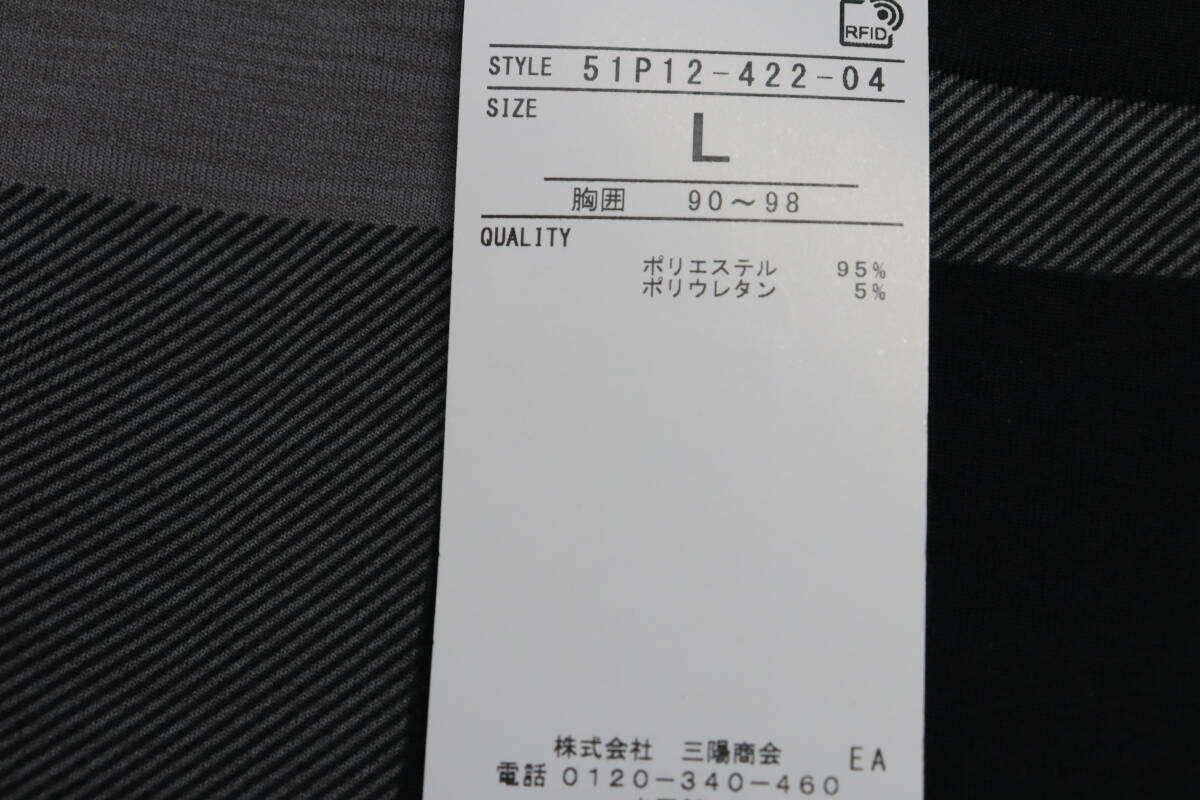 RFID
STYLE 51P12-422-04
SIZE
L
胸囲 90～98
QUALITY
ポリエステル 95%
ポリウレタン 5%
株式会社 三陽商会 EA
電話 0120-340-460